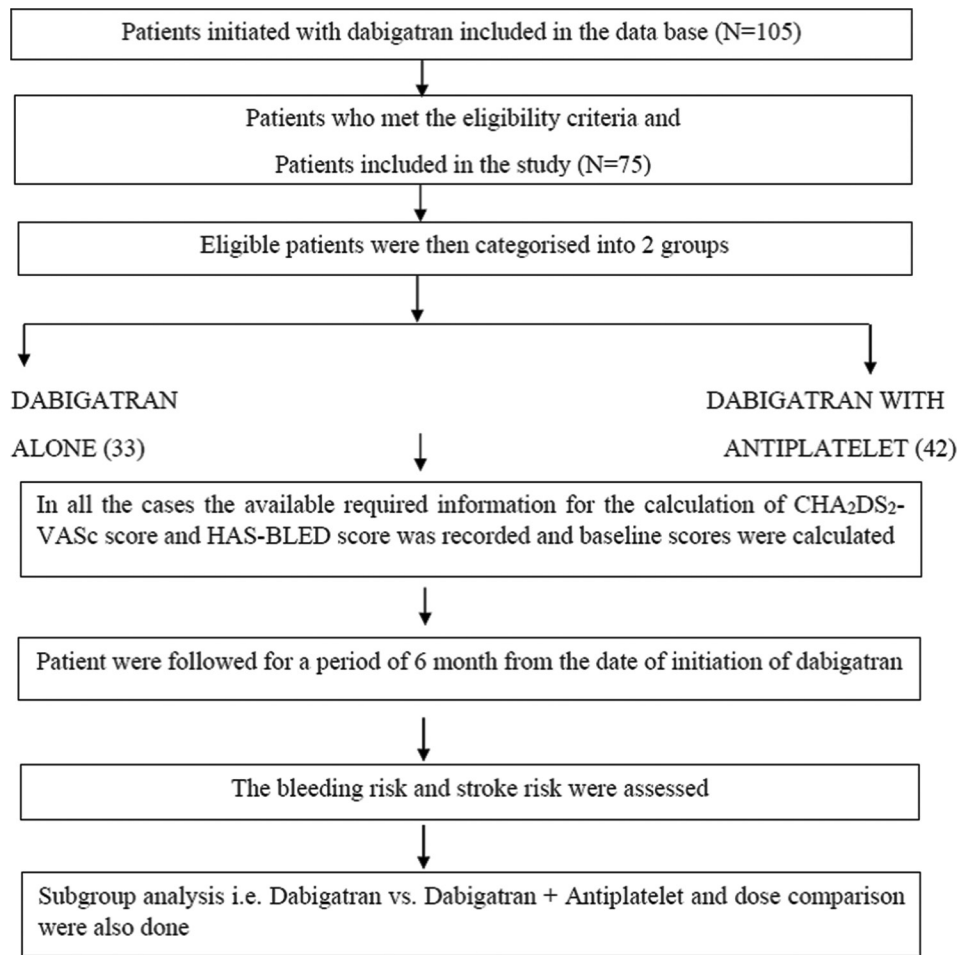 Patients initiated with dabigatran included in the data base (N=105)
Patients who met the eligibility criteria and
Patients included in the study (N=75)
Eligible patients were then categorised into 2 groups
DABIGATRAN
ALONE (33)
DABIGATRAN WITH
ANTIPLATELET (42)
In all the cases the available required information for the calculation of CHA₂DS₂-
VASc score and HAS-BLED score was recorded and baseline scores were calculated
Patient were followed for a period of 6 month from the date of initiation of dabigatran
The bleeding risk and stroke risk were assessed
Subgroup analysis i.e. Dabigatran vs. Dabigatran + Antiplatelet and dose comparison
were also done